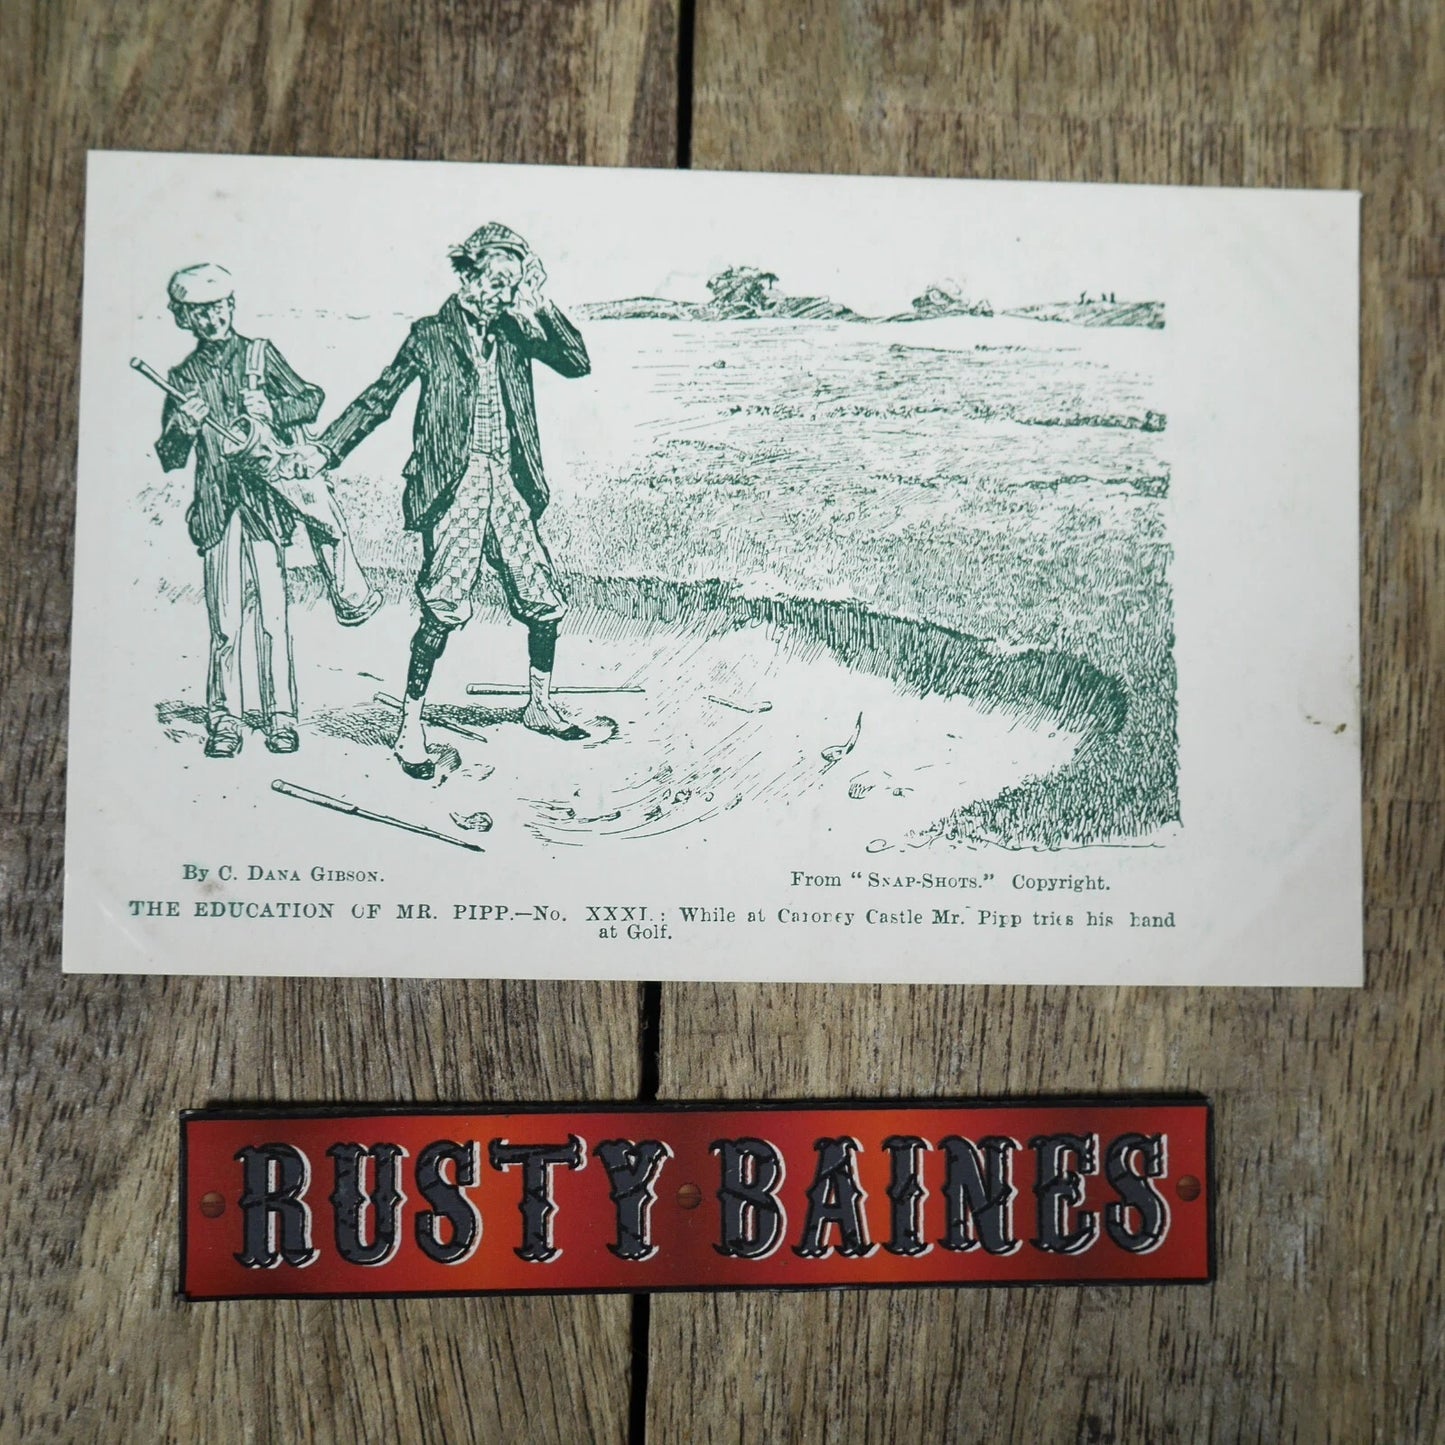 By C. DANA GIBSON.
From "SNAP-SHOTS." Copyright.
THE EDUCATION OF MR. PIPP.—No. XXXI.: While at Caroney Castle Mr. Pipp tries his hand
at Golf.
RUSTY BAINES